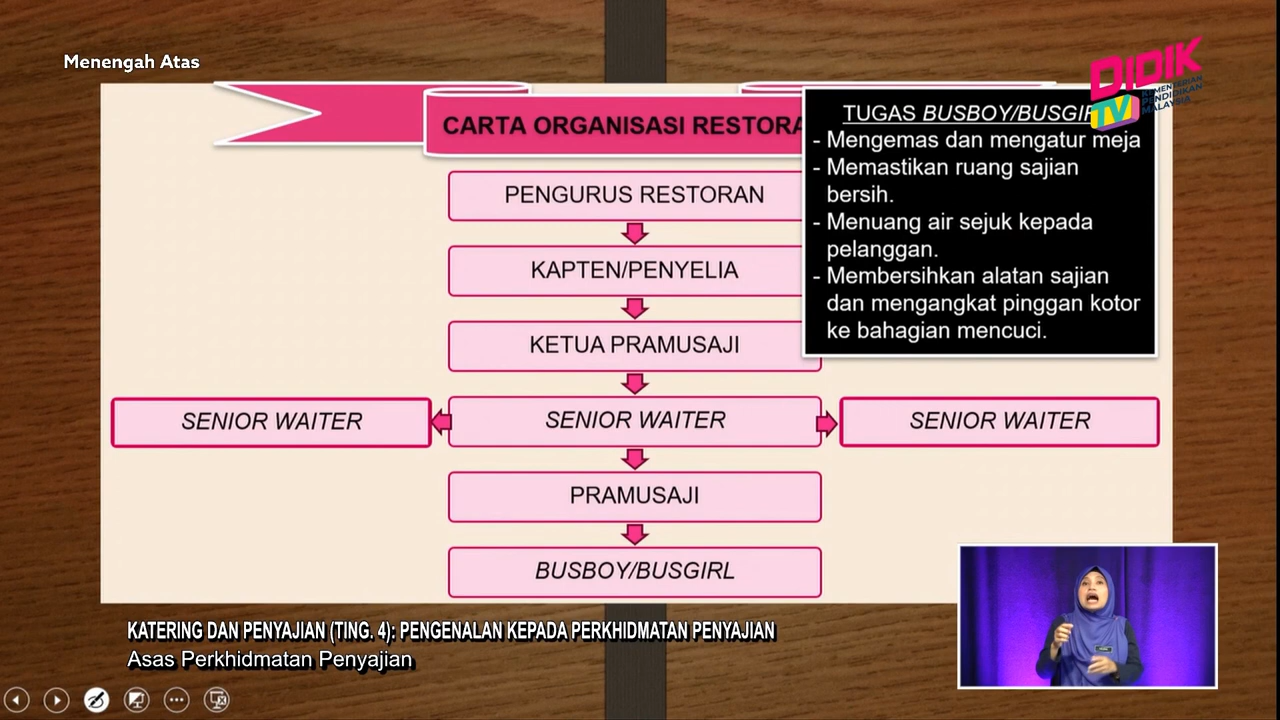 Menengah Atas
DIDIK
TV
KEMENTERIAN
PENDIDIKAN
MALAYSIA
CARTA ORGANISASI RESTORA
TUGAS BUSBOY/BUSGIR
- Mengemas dan mengatur meja
- Memastikan ruang sajian
bersih.
- Menuang air sejuk kepada
pelanggan.
- Membersihkan alatan sajian
dan mengangkat pinggan kotor
ke bahagian mencuci.
PENGURUS RESTORAN
KAPTEN/PENYELIA
KETUA PRAMUSAJI
SENIOR WAITER
SENIOR WAITER
SENIOR WAITER
PRAMUSAJI
BUSBOY/BUSGIRL
KATERING DAN PENYAJIAN (TING. 4): PENGENALAN KEPADA PERKHIDMATAN PENYAJIAN
Asas Perkhidmatan Penyajian